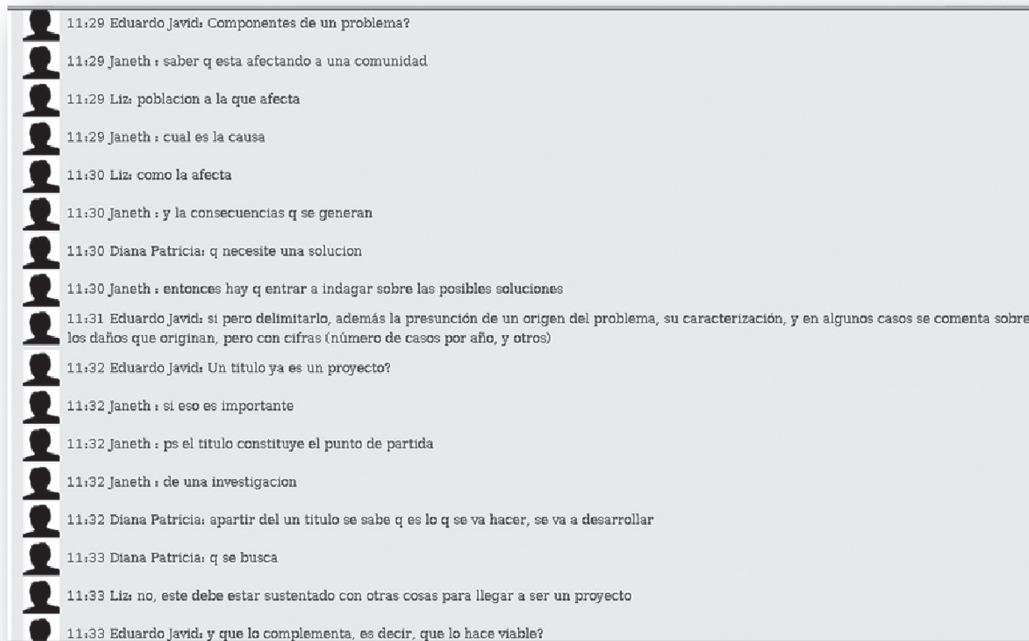 11:29 Eduardo Javid: Componentes de un problema?
11:29 Janeth : saber q esta afectando a una comunidad
11:29 Liz: poblacion a la que afecta
11:29 Janeth : cual es la causa
11:30 Liz: como la afecta
11:30 Janeth : y la consecuencias q se generan
11:30 Diana Patricia: q necesite una solucion
11:30 Janeth : entonces hay q entrar a indagar sobre las posibles soluciones
11:31 Eduardo Javid: si pero delimitarlo, además la presunción de un origen del problema, su caracterización, y en algunos casos se comenta sobre
los daños que originan, pero con cifras (número de casos por año, y otros)
11:32 Eduardo Javid: Un titulo ya es un proyecto?
11:32 Janeth : si eso es importante
11:32 Janeth : ps el titulo constituye el punto de partida
11:32 Janeth : de una investigacion
11:32 Diana Patricia: apartir del un titulo se sabe q es lo q se va hacer, se va a desarrollar
11:33 Diana Patricia: q se busca
11:33 Liz: no, este debe estar sustentado con otras cosas para llegar a ser un proyecto
11:33 Eduardo Javid: y que lo complementa, es decir, que lo hace viable?